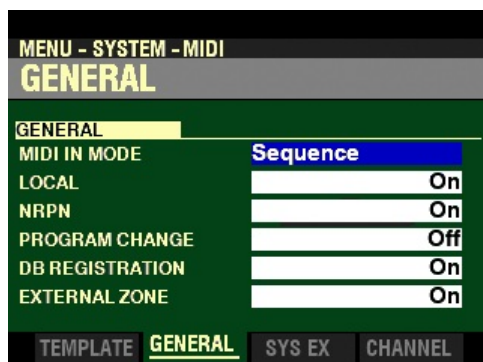 MENU - SYSTEM - MIDI
GENERAL
GENERAL
MIDI IN MODE Sequence
LOCAL On
NRPN On
PROGRAM CHANGE Off
DB REGISTRATION On
EXTERNAL ZONE On
TEMPLATE GENERAL SYS EX CHANNEL